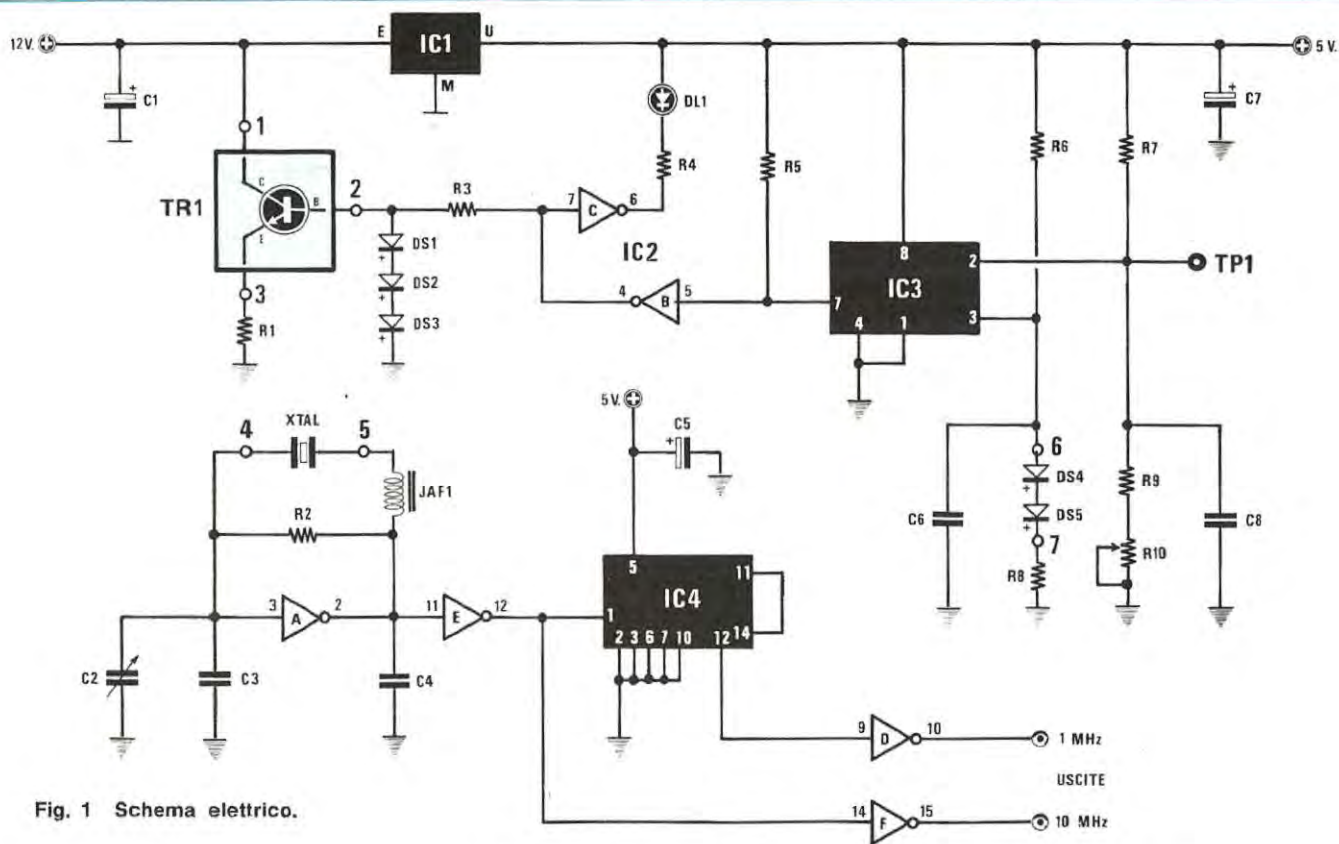 12V.
E
IC1
U
M
5 V.
C1
DL1
R4
R5
R6
R7
C7
1
TR1
C
B
E
2
R3
7
C
6
IC2
DS1
DS2
DS3
4
B
5
3
R1
8
IC3
7
2
3
4
1
TP1
4
XTAL
5
JAF1
R2
5 V.
C5
6
DS4
DS5
7
R8
C6
R9
R10
C8
3
A
2
11
E
12
C2
C3
C4
5
IC4
1
11
14
2
3
6
7
10
12
9
D
10
1 MHz
USCITE
14
F
15
10 MHz
Fig. 1 Schema elettrico.